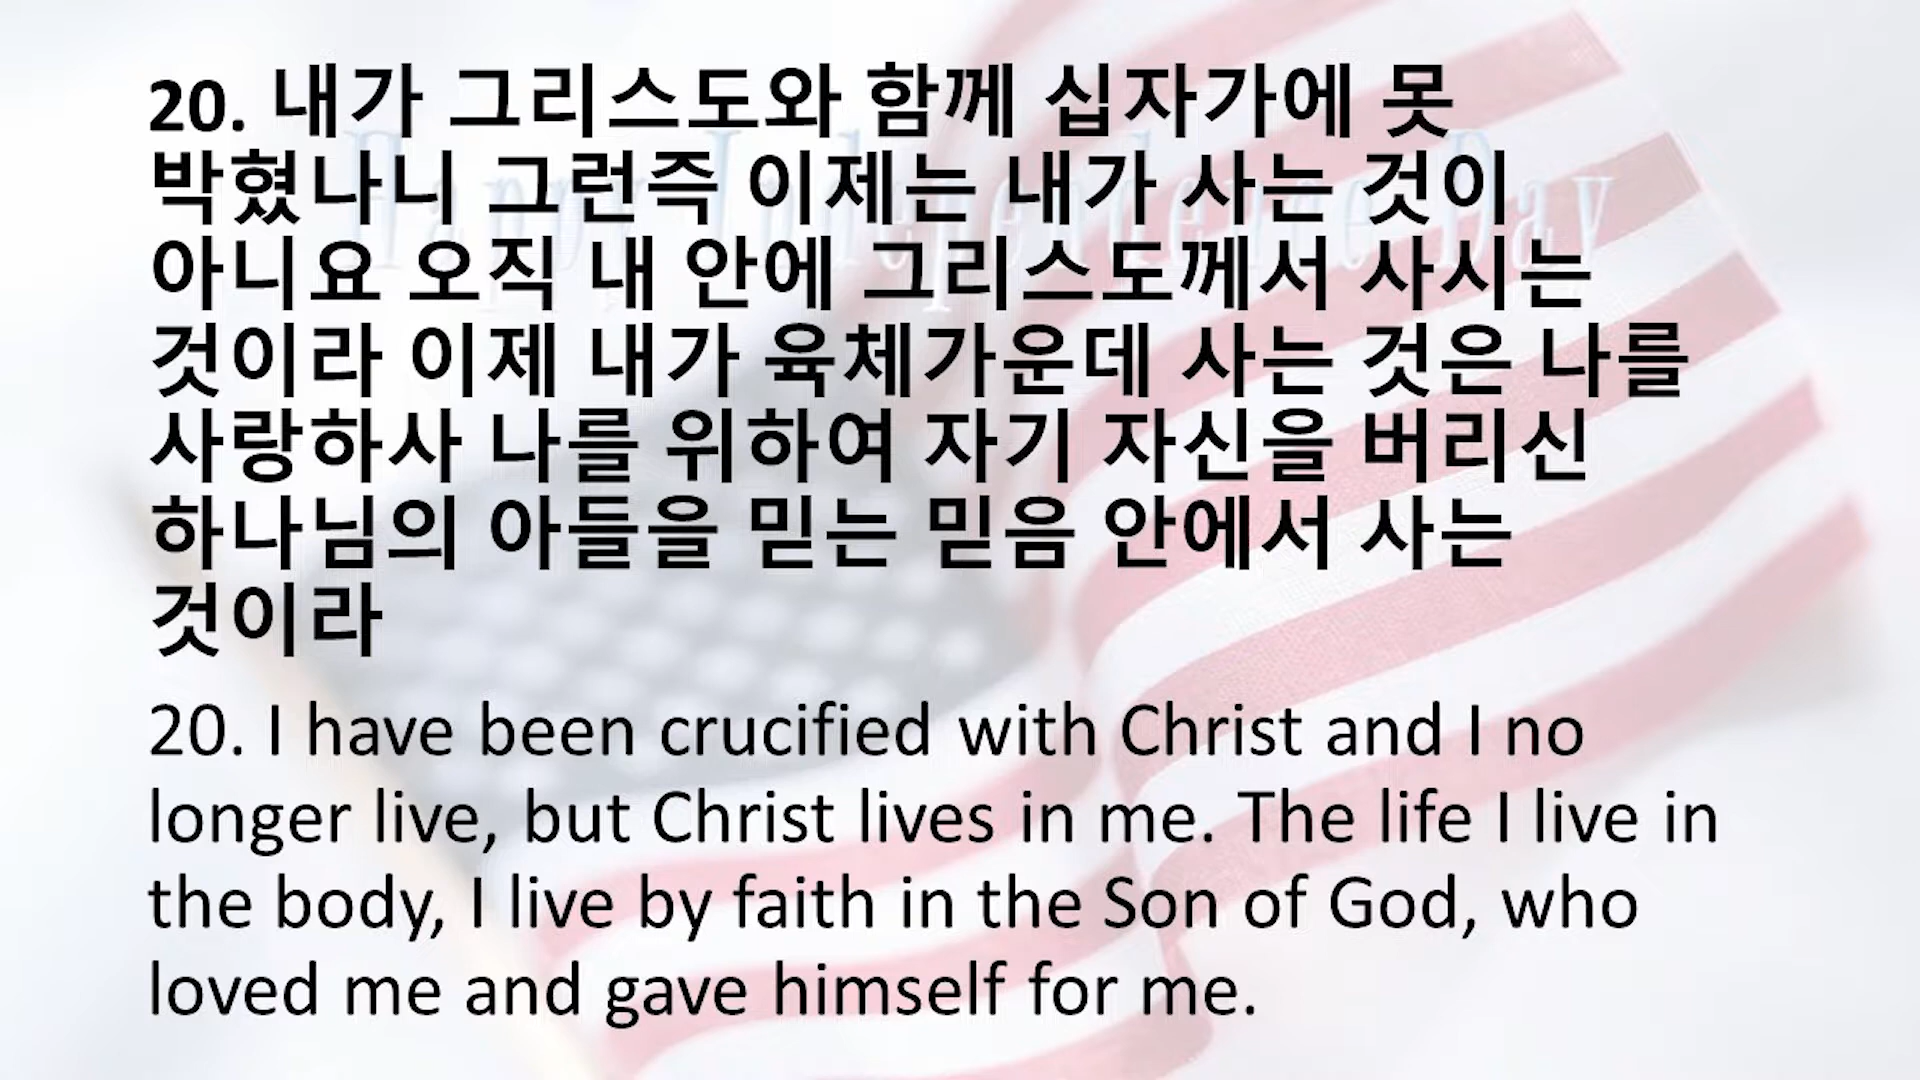 20. 내가 그리스도와 함께 십자가에 못
박혔나니 그런즉 이제는 내가 사는 것이
아니요 오직 내 안에 그리스도께서 사시는
것이라 이제 내가 육체가운데 사는 것은 나를
사랑하사 나를 위하여 자기 자신을 버리신
하나님의 아들을 믿는 믿음 안에서 사는
것이라
Happy Independence Day
20. I have been crucified with Christ and I no
longer live, but Christ lives in me. The life I live in
the body, I live by faith in the Son of God, who
loved me and gave himself for me.